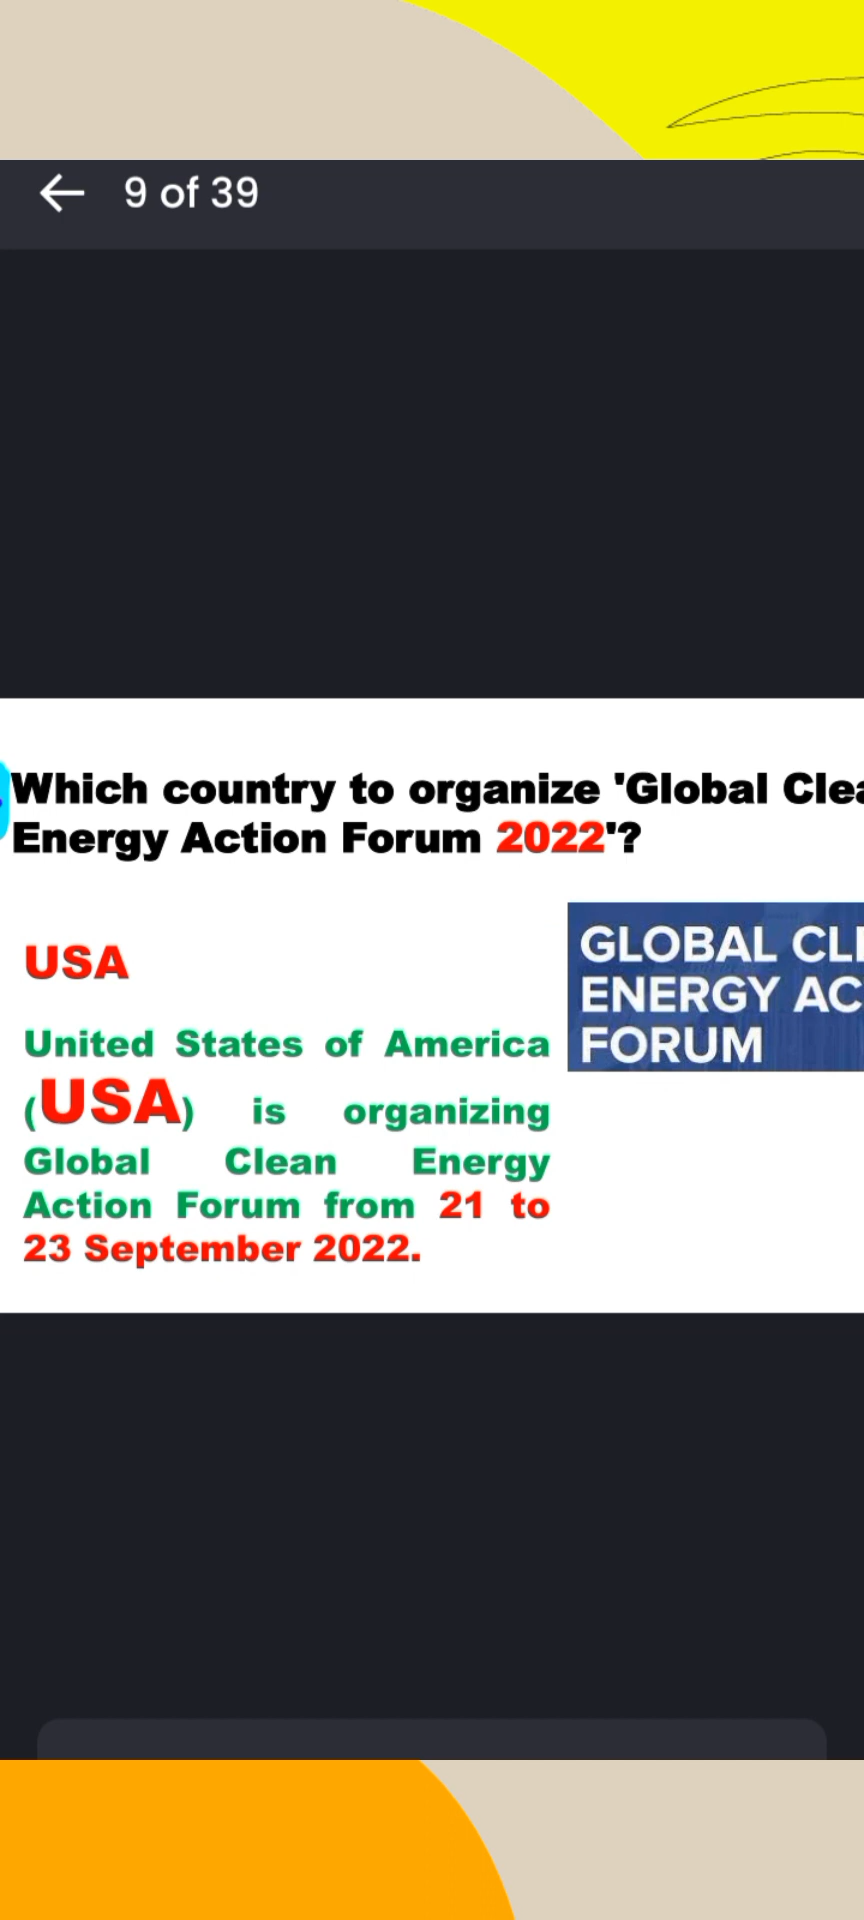 9 of 39
Which country to organize 'Global Clea
Energy Action Forum 2022'?
USA
GLOBAL CLE
ENERGY AC
FORUM
United States of America
(USA) is organizing
Global Clean Energy
Action Forum from 21 to
23 September 2022.